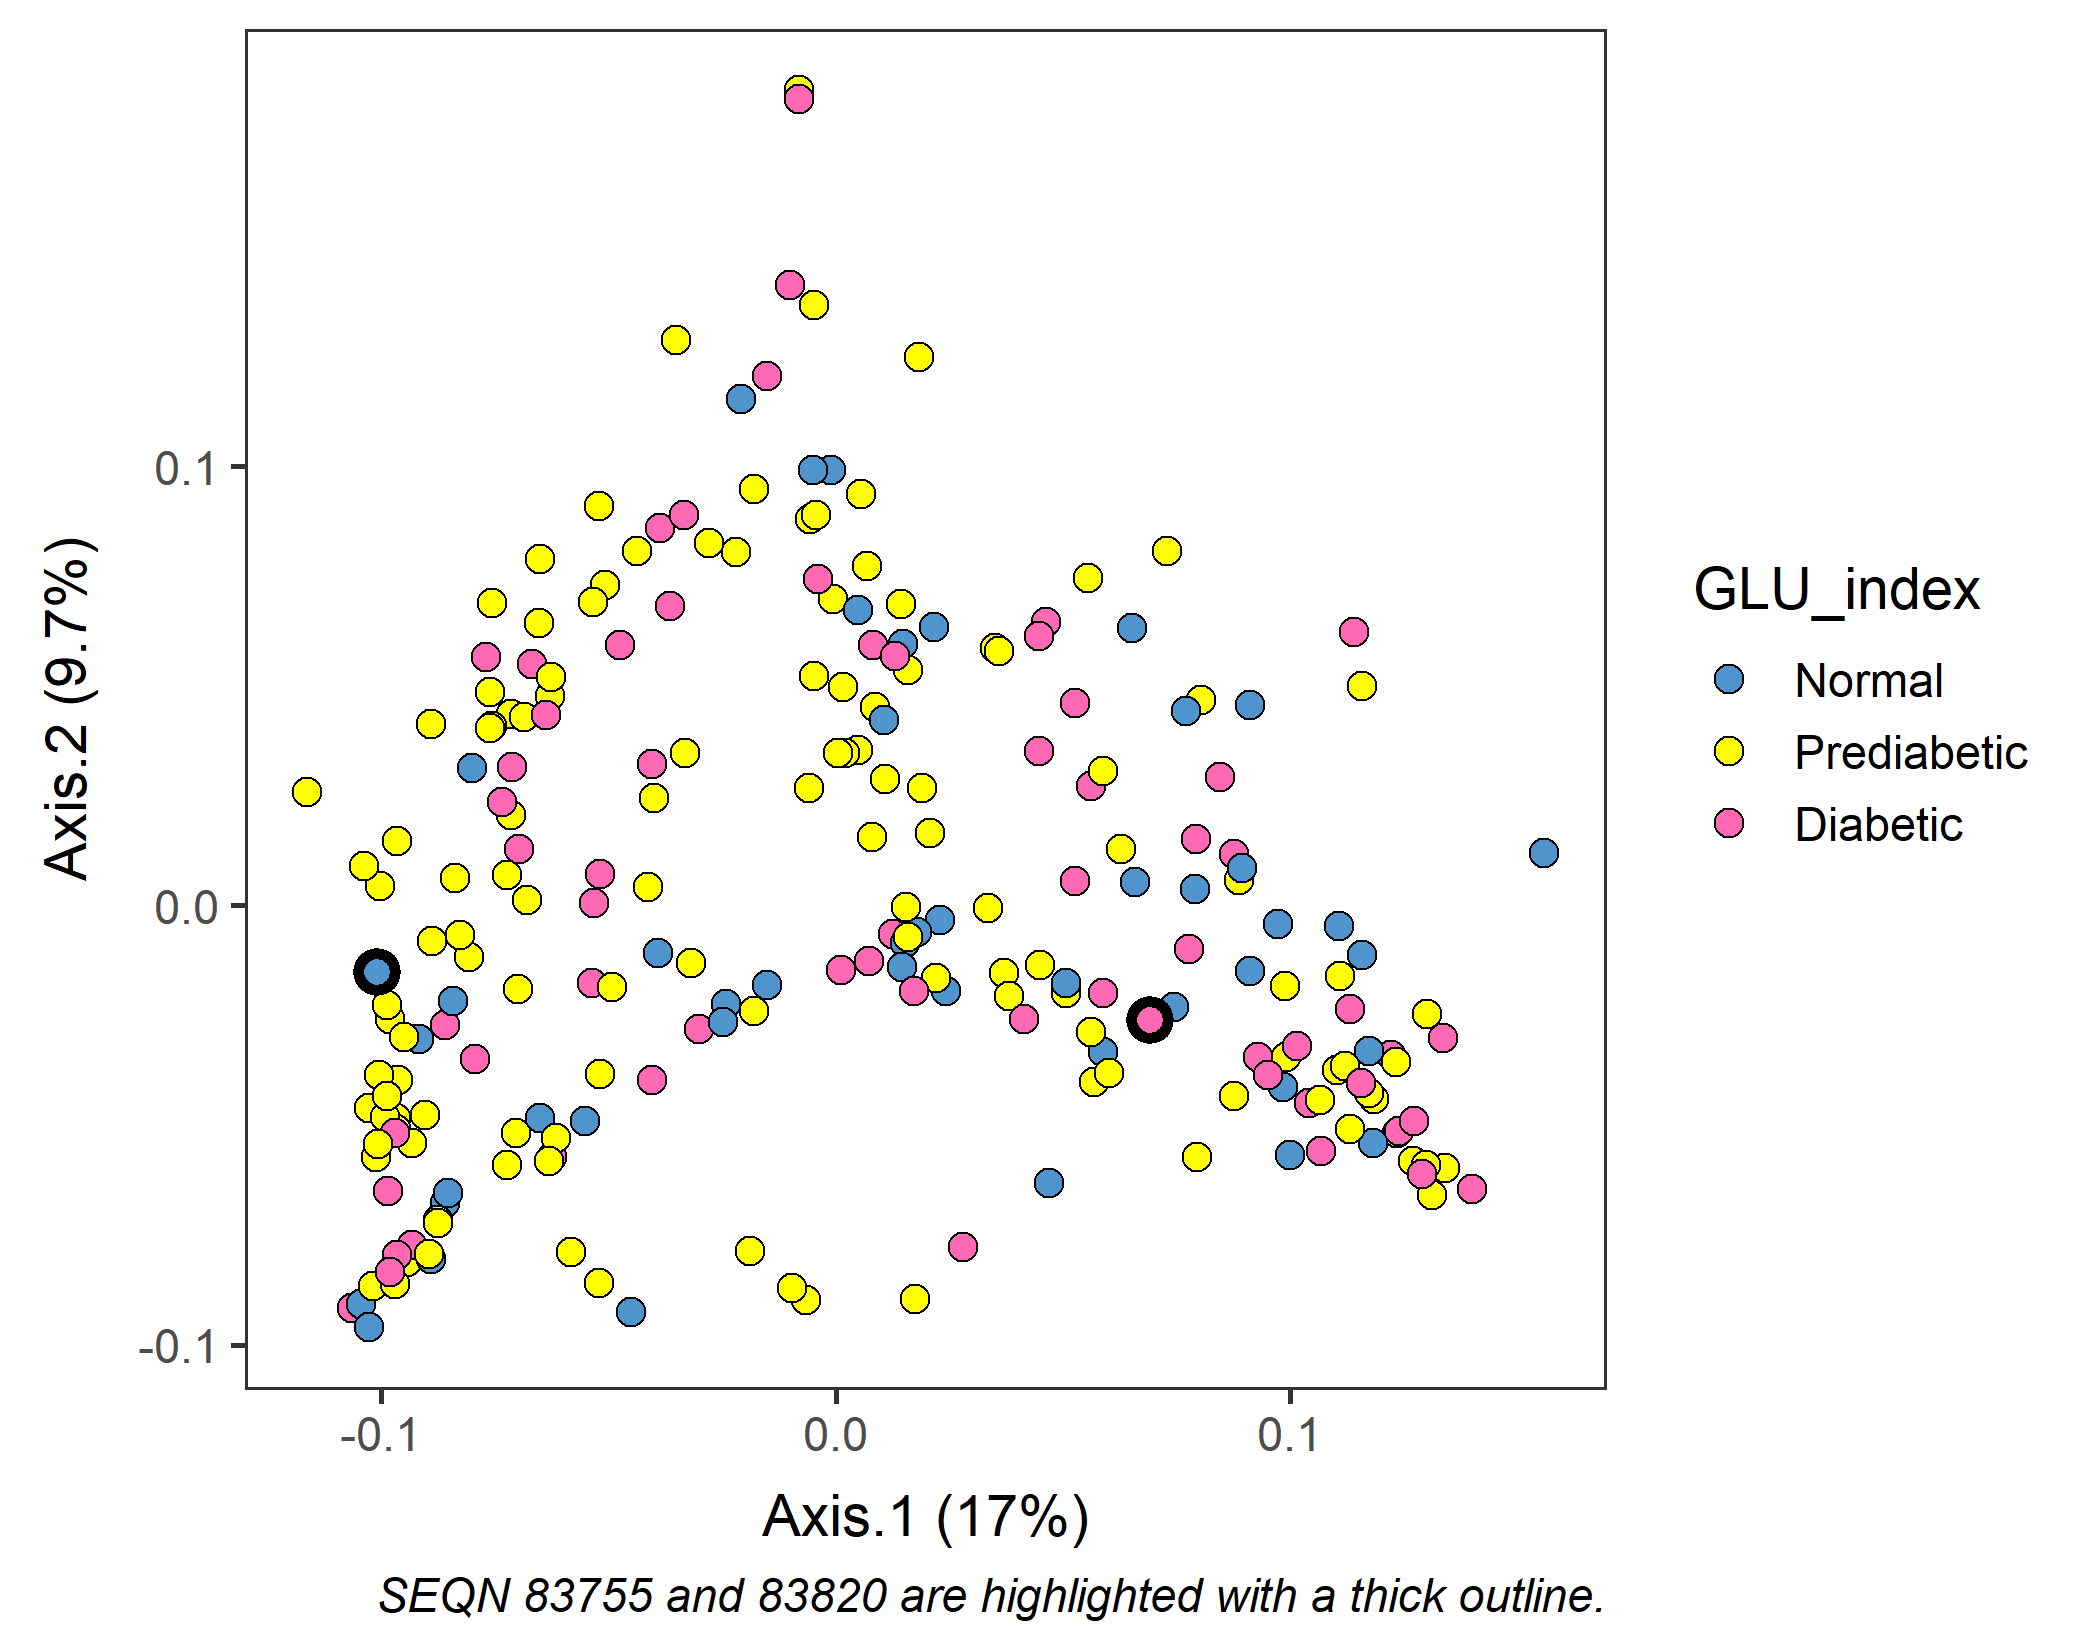 Axis.2 (9.7%)
0.1
0.0
-0.1
-0.1
0.0
0.1
Axis.1 (17%)
SEQN 83755 and 83820 are highlighted with a thick outline.
GLU_index
Normal
Prediabetic
Diabetic